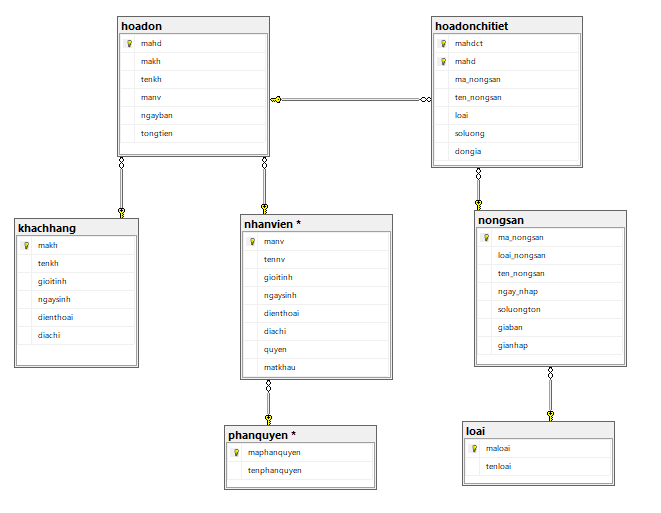 hoadon
mahd
makh
tenkh
manv
ngayban
tongtien
hoadonchitiet
mahdct
mahd
ma_nongsan
ten_nongsan
loai
soluong
dongia
khachhang
makh
tenkh
gioitinh
ngaysinh
dienthoai
diachi
nhanvien *
manv
tennv
gioitinh
ngaysinh
dienthoai
diachi
quyen
matkhau
nongsan
ma_nongsan
loai_nongsan
ten_nongsan
ngay_nhap
soluongton
giaban
gianhap
phanquyen *
maphanquyen
tenphanquyen
loai
maloai
tenloai